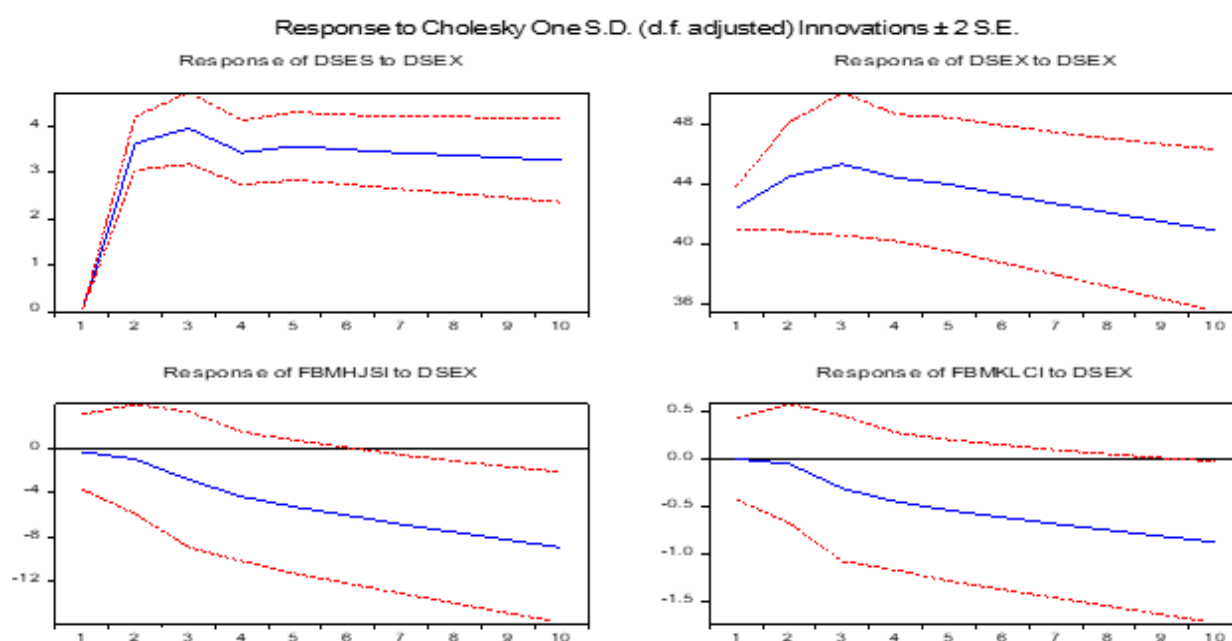 Response to Cholesky One S.D. (d.f. adjusted) Innovations ± 2 S.E.
Response of DSES to DSEX
4
3
2
1
0
1 2 3 4 5 6 7 8 9 10
Response of DSEX to DSEX
48
44
40
36
1 2 3 4 5 6 7 8 9 10
Response of FBMHJSI to DSEX
0
-4
-8
-12
1 2 3 4 5 6 7 8 9 10
Response of FBMKLCI to DSEX
0.5
0.0
-0.5
-1.0
-1.5
1 2 3 4 5 6 7 8 9 10